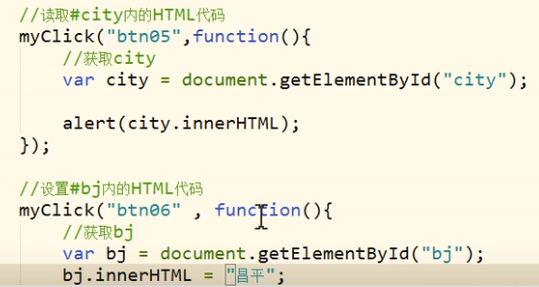 //读取#city内的HTML代码
myClick("btn05",function(){
//获取city
var city = document.getElementById("city");
alert(city.innerHTML);
});
//设置#bj内的HTML代码
myClick("btn06" , function(){
//获取bj
var bj = document.getElementById("bj");
bj.innerHTML = "昌平";